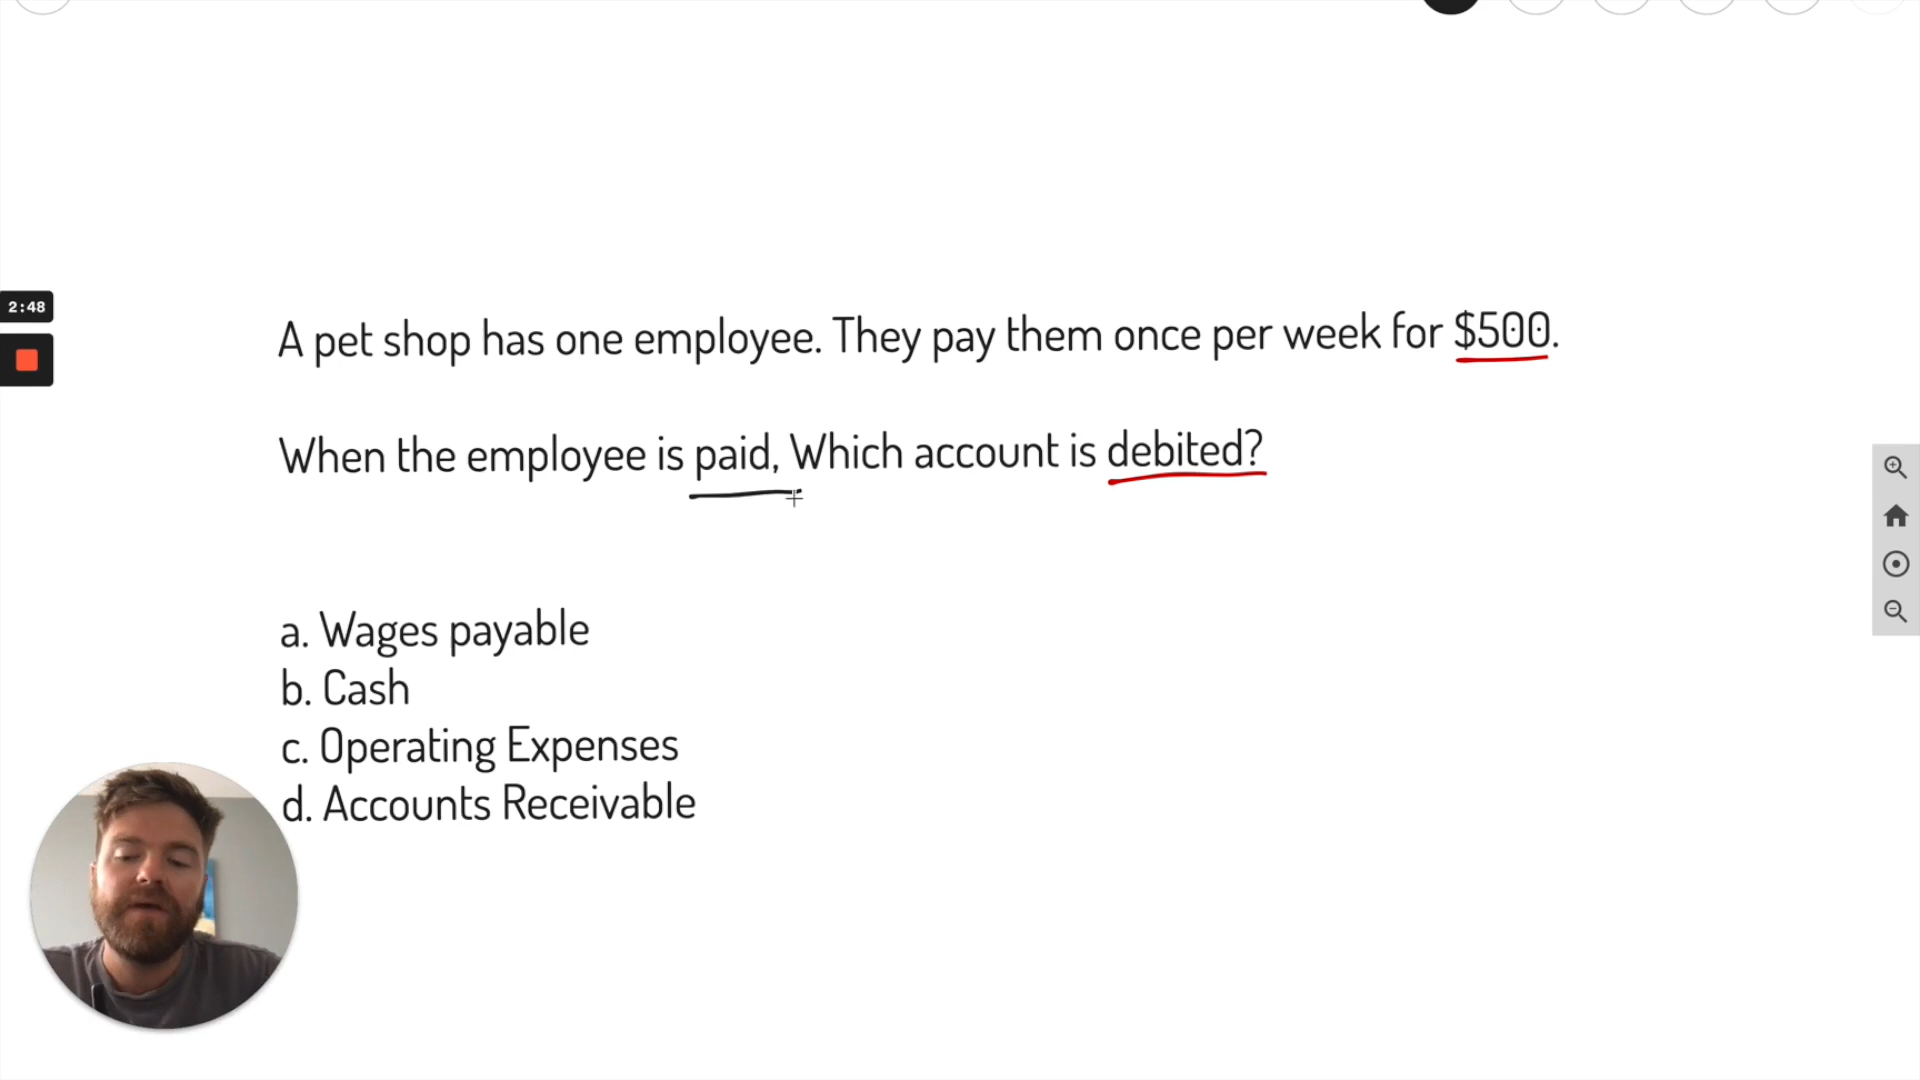 2:48
A pet shop has one employee. They pay them once per week for $500.
When the employee is paid, Which account is debited?
a. Wages payable
b. Cash
c. Operating Expenses
d. Accounts Receivable